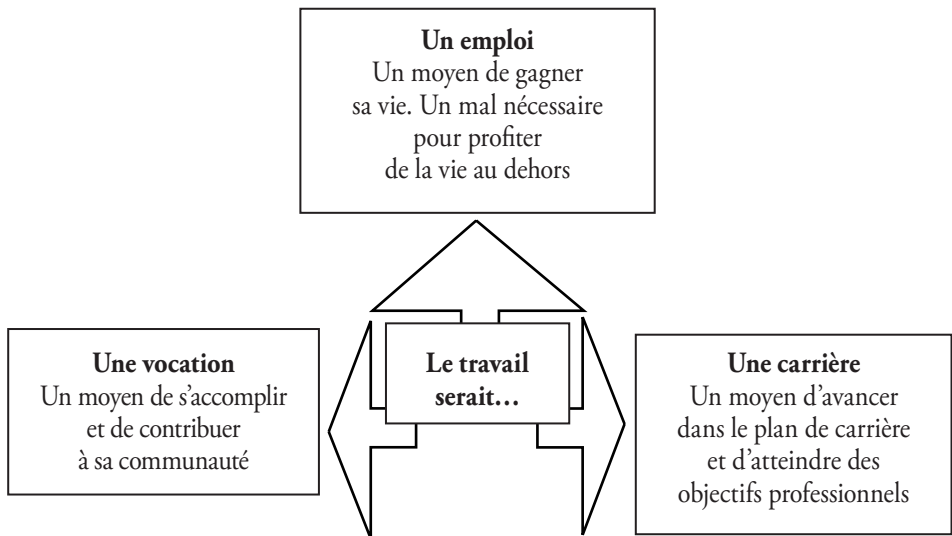 Un emploi
Un moyen de gagner
sa vie. Un mal nécessaire
pour profiter
de la vie au dehors
Une vocation
Un moyen de s'accomplir
et de contribuer
à sa communauté
Le travail
serait…
Une carrière
Un moyen d'avancer
dans le plan de carrière
et d'atteindre des
objectifs professionnels